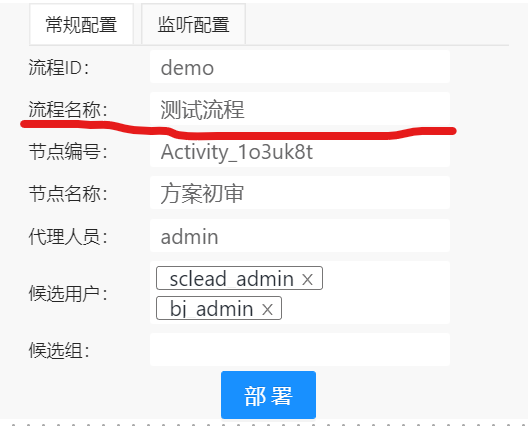 常规配置 监听配置
流程ID： demo
流程名称： 测试流程
节点编号： Activity_1o3uk8t
节点名称： 方案初审
代理人员： admin
sclead_admin ×
候选用户：
bj_admin ×
候选组：
部署